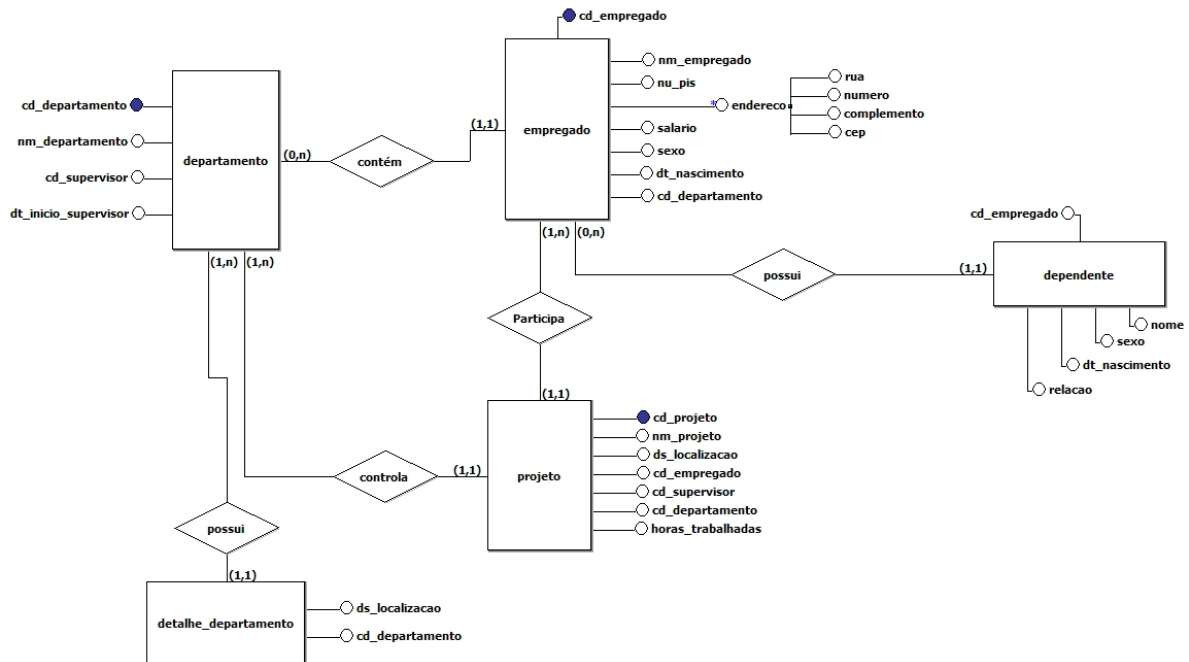 cd_empregado
nm_empregado
nu_pis
* endereco
rua
numero
complemento
cep
salario
sexo
dt_nascimento
cd_departamento
empregado
(1,1)
(1,n) (0,n)
cd_departamento
nm_departamento
cd_supervisor
dt_inicio_supervisor
departamento
(0,n)
contém
(1,n) (1,n)
cd_empregado
dependente
(1,1)
possui
nome
sexo
dt_nascimento
relacao
Participa
(1,1)
cd_projeto
nm_projeto
ds_localizacao
cd_empregado
cd_supervisor
cd_departamento
horas_trabalhadas
projeto
(1,1)
controla
possui
(1,1)
detalhe_departamento
ds_localizacao
cd_departamento